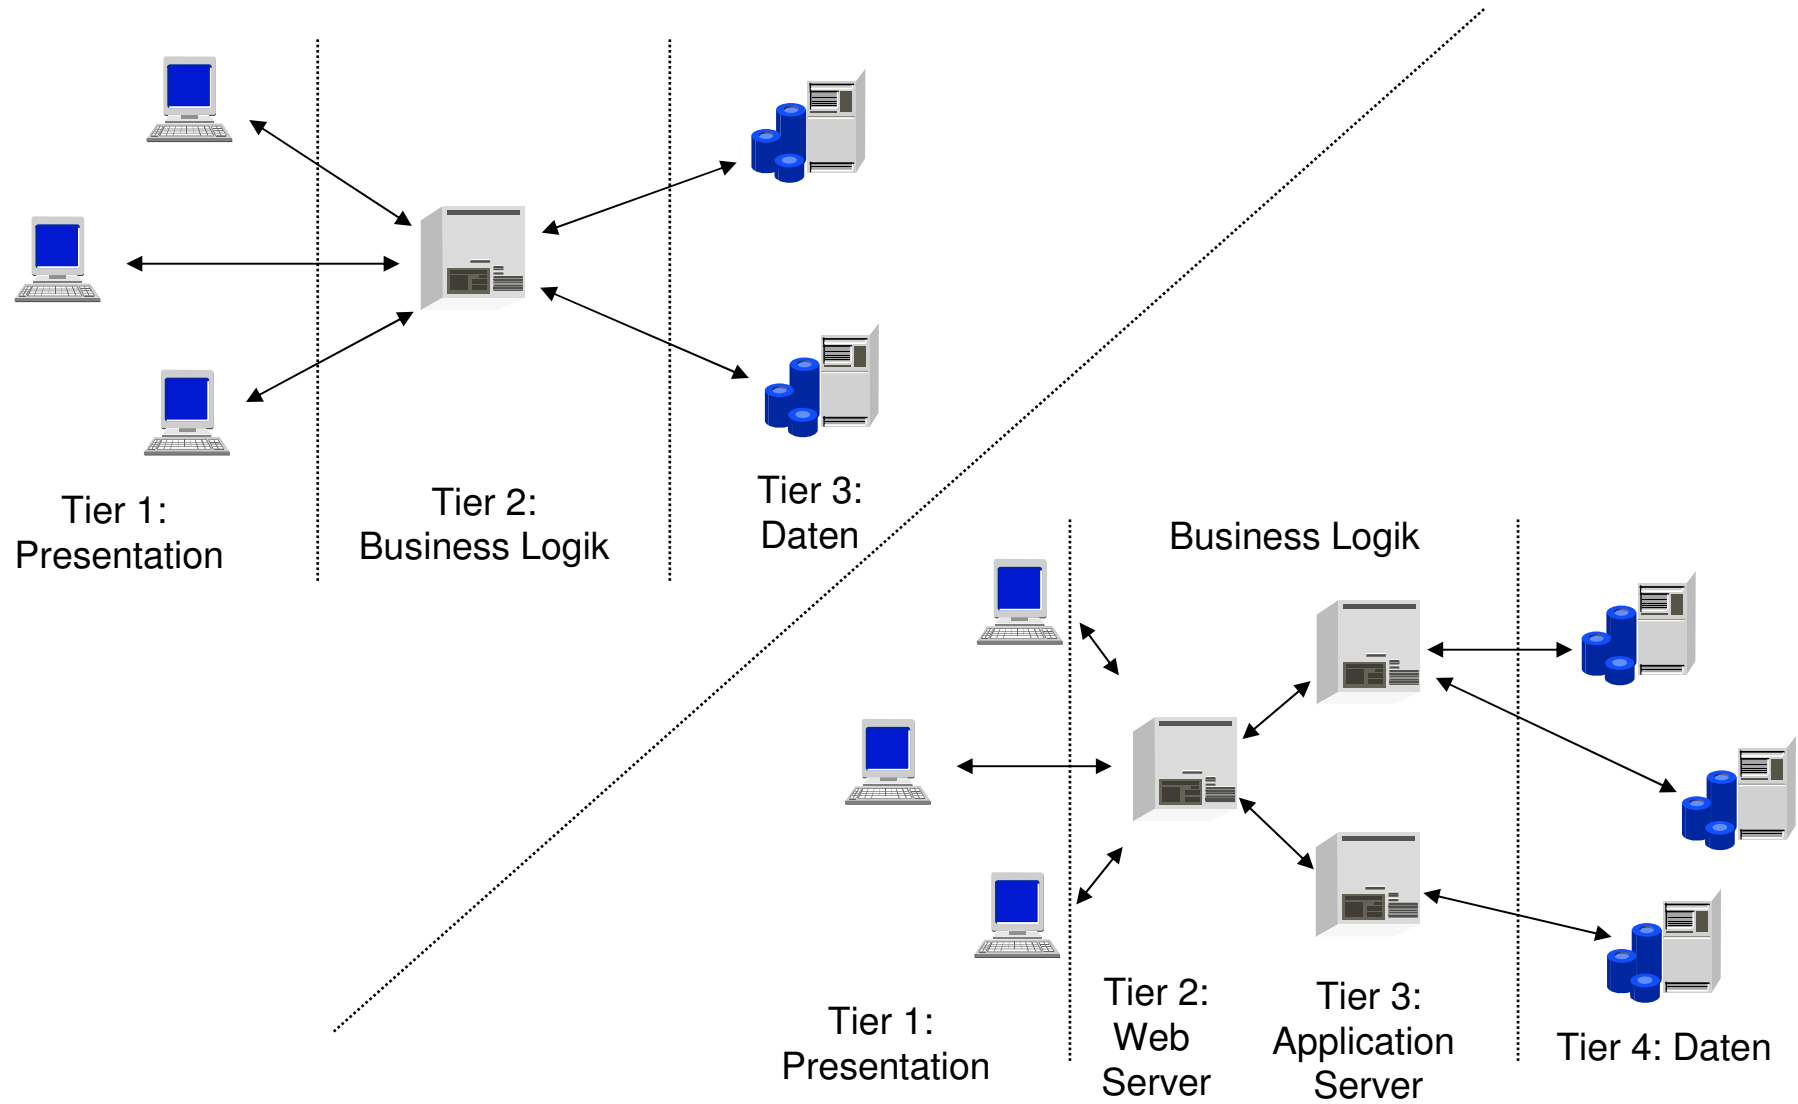 Tier 1:
Presentation
Tier 2:
Business Logik
Tier 3:
Daten
Business Logik
Tier 1:
Presentation
Tier 2:
Web
Server
Tier 3:
Application
Server
Tier 4: Daten